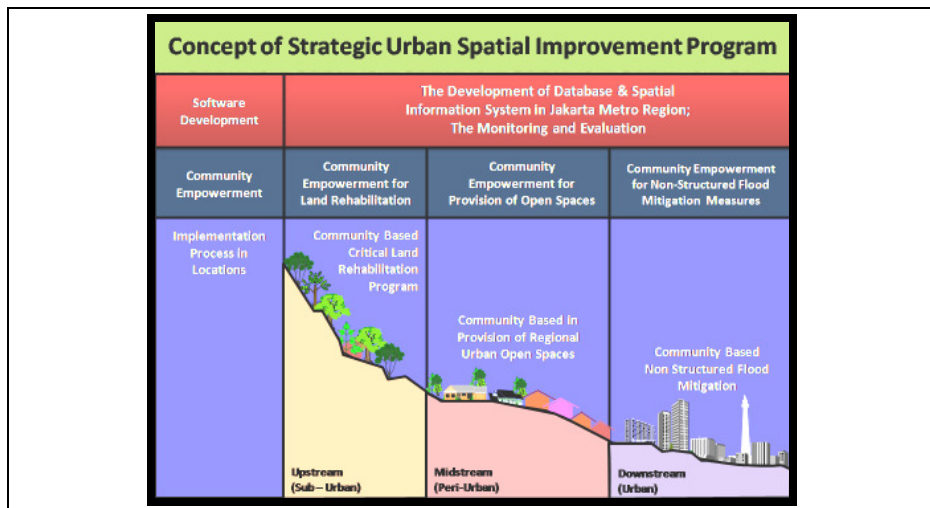 Concept of Strategic Urban Spatial Improvement Program
Software
Development
The Development of Database & Spatial
Information System in Jakarta Metro Region;
The Monitoring and Evaluation
Community
Empowerment
Community
Empowerment for
Land Rehabilitation
Community
Empowerment for
Provision of Open Spaces
Community Empowerment
for Non-Structured Flood
Mitigation Measures
Implementation
Process in
Locations
Community Based
Critical Land
Rehabilitation
Program
Community Based in
Provision of Regional
Urban Open Spaces
Community Based
Non Structured Flood
Mitigation
Upstream
(Sub – Urban)
Midstream
(Peri-Urban)
Downstream
(Urban)